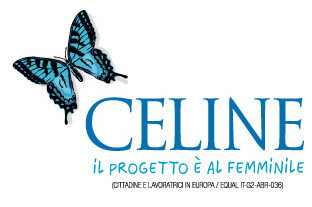 CELINE
iL PROGETTO È AL FEMMiNiLE
(CITTADINE E LAVORATRICI IN EUROPA / EQUAL IT-G2-ABR-036)